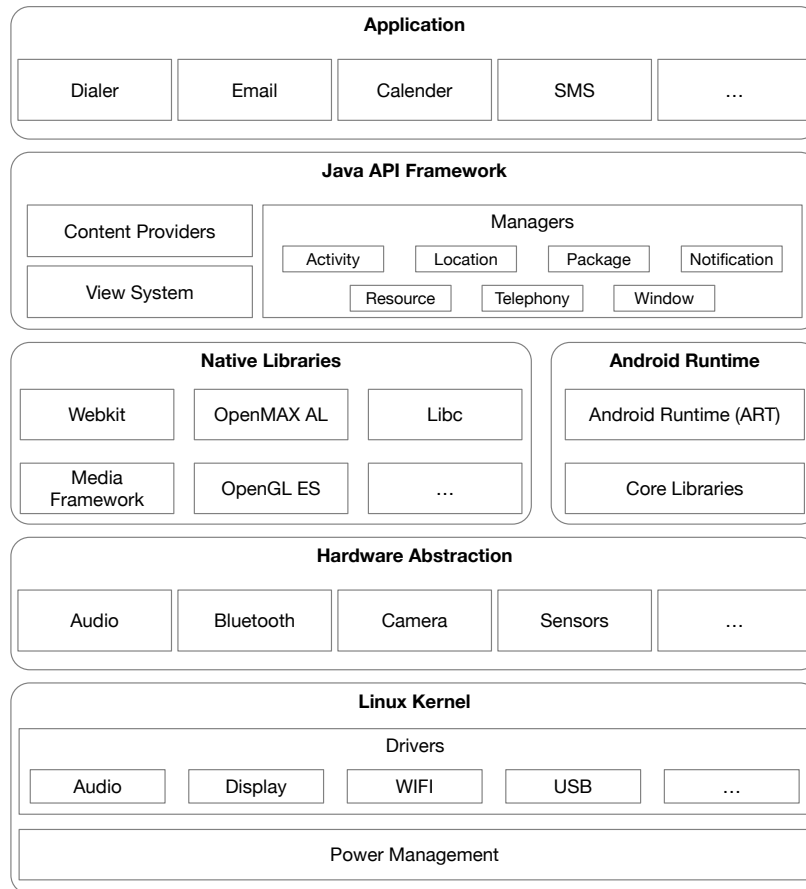 Application
Dialer
Email
Calender
SMS
...
Java API Framework
Content Providers
View System
Managers
Activity
Location
Package
Notification
Resource
Telephony
Window
Native Libraries
Webkit
OpenMAX AL
Libc
Media
Framework
OpenGL ES
...
Android Runtime
Android Runtime (ART)
Core Libraries
Hardware Abstraction
Audio
Bluetooth
Camera
Sensors
...
Linux Kernel
Drivers
Audio
Display
WIFI
USB
...
Power Management